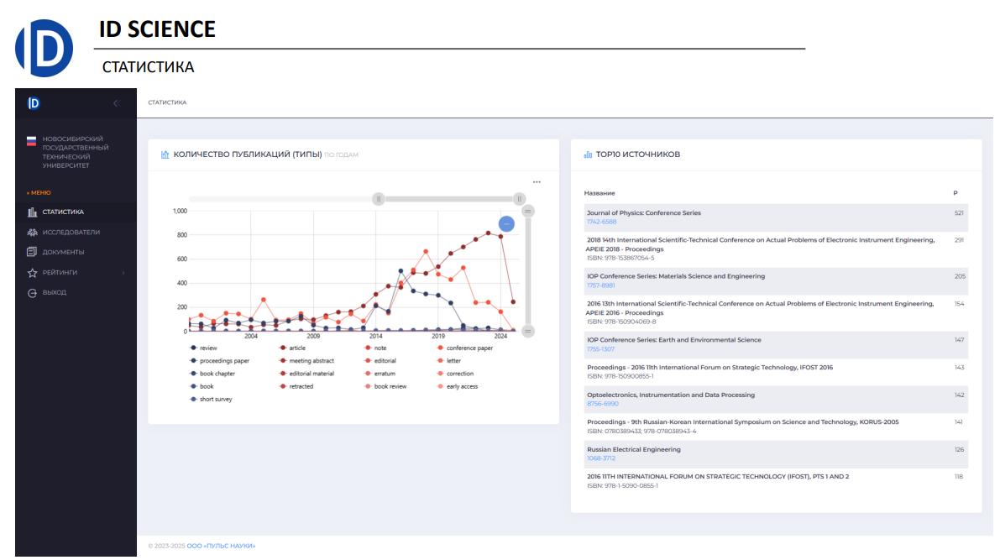 ID
ID SCIENCE
СТАТИСТИКА
ID
СТАТИСТИКА
НОВОСИБИРСКИЙ
ГОСУДАРСТВЕННЫЙ
ТЕХНИЧЕСКИЙ
УНИВЕРСИТЕТ
» МЕНЮ
СТАТИСТИКА
ИССЛЕДОВАТЕЛИ
ДОКУМЕНТЫ
РЕЙТИНГИ
ВЫХОД
КОЛИЧЕСТВО ПУБЛИКАЦИЙ (ТИПЫ) ПО ГОДАМ
1,000
800
600
400
200
0
2004 2009 2014 2019 2024
review article note conference paper
proceedings paper meeting abstract editorial letter
book chapter editorial material erratum correction
book retracted book review early access
short survey
TOP10 ИСТОЧНИКОВ
Название P
Journal of Physics: Conference Series 521
1742-6588
2018 14th International Scientific-Technical Conference on Actual Problems of Electronic Instrument Engineering, 291
APEIE 2018 - Proceedings
ISBN: 978-153867054-5
IOP Conference Series: Materials Science and Engineering 205
1757-8981
2016 13th International Scientific-Technical Conference on Actual Problems of Electronic Instrument Engineering, 154
APEIE 2016 - Proceedings
ISBN: 978-150904069-8
IOP Conference Series: Earth and Environmental Science 147
1755-1307
Proceedings - 2016 11th International Forum on Strategic Technology, IFOST 2016 143
ISBN: 978-150900855-1
Optoelectronics, Instrumentation and Data Processing 142
8756-6990
Proceedings - 9th Russian-Korean International Symposium on Science and Technology, KORUS-2005 141
ISBN: 0780389433; 978-078038943-4
Russian Electrical Engineering 126
1068-3712
2016 11TH INTERNATIONAL FORUM ON STRATEGIC TECHNOLOGY (IFOST), PTS 1 AND 2 118
ISBN: 978-1-5090-0855-1
© 2023-2025 ООО «ПУЛЬС НАУКИ»